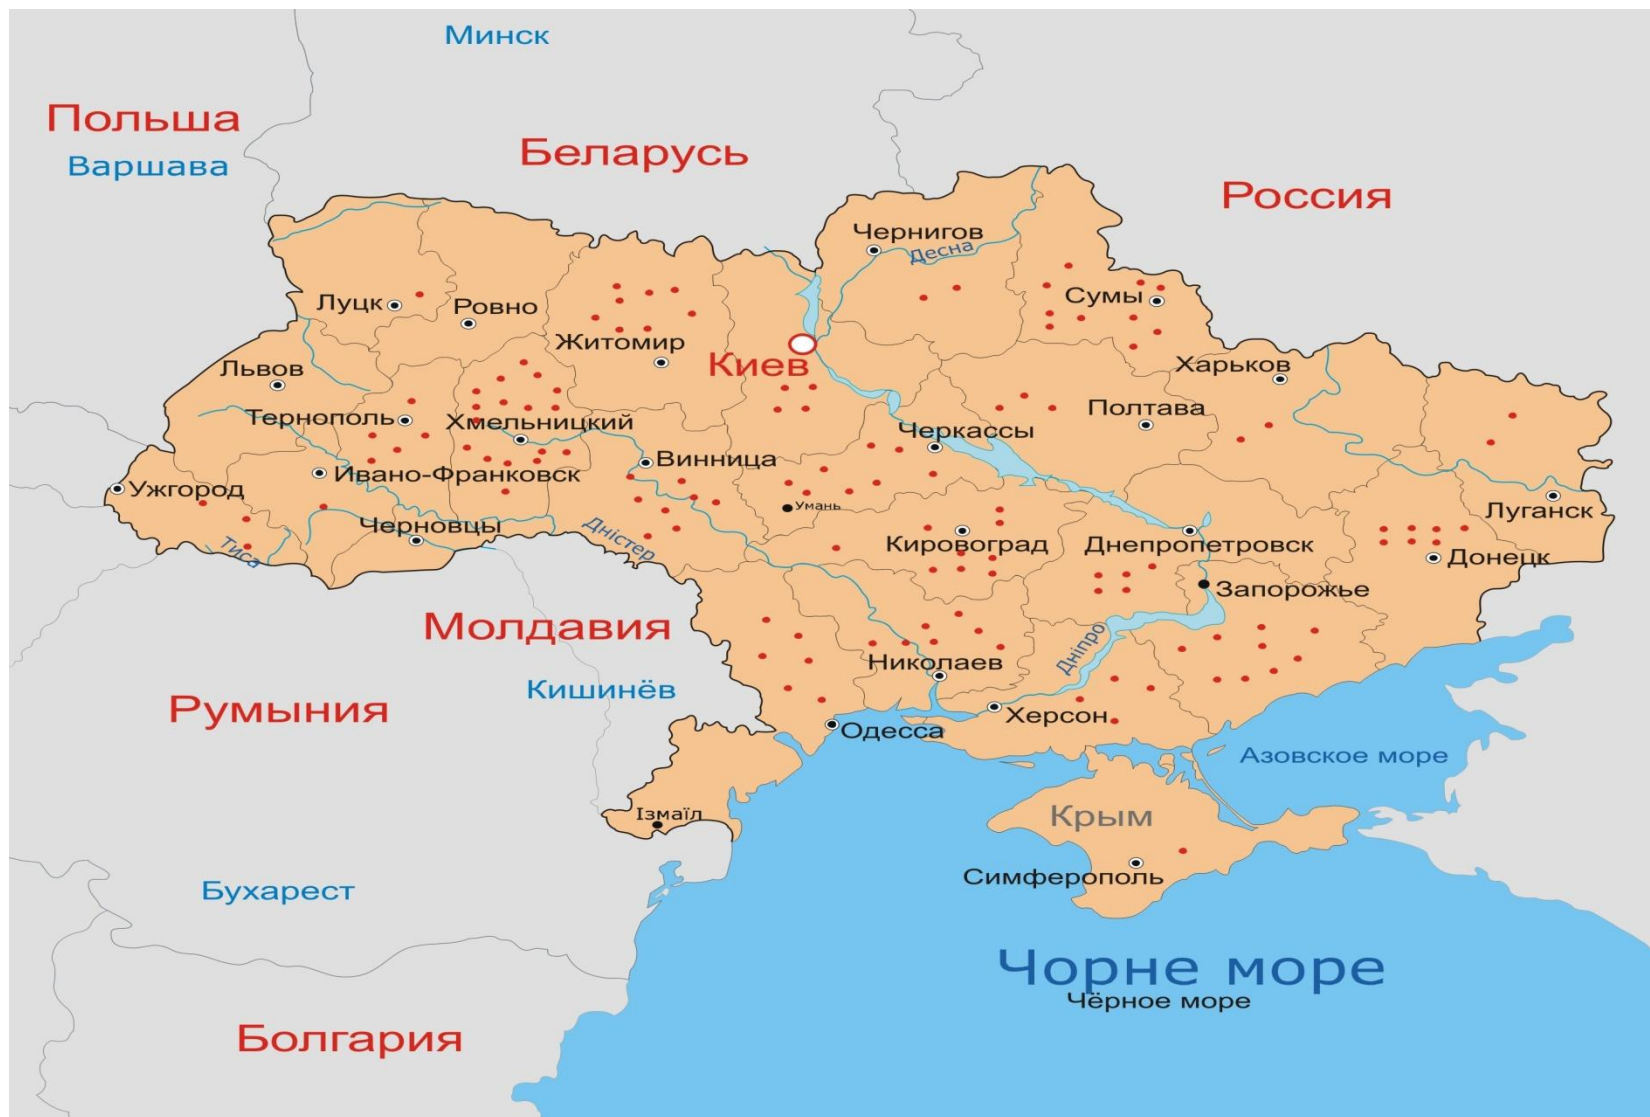 Минск
Польша
Беларусь
Варшава
Россия
Чернигов
Десна
Сумы
Луцк
Ровно
Житомир
Киев
Харьков
Львов
Тернополь
Хмельницкий
Полтава
Черкассы
Винница
Ивано-Франковск
Ужгород
Умань
Луганск
Черновцы
Дністер
Тиса
Кировоград
Днепропетровск
Донецк
Запорожье
Молдавия
Дніпро
Николаев
Кишинёв
Румыния
Херсон
Одесса
Азовское море
Ізмаїл
Крым
Симферополь
Бухарест
Чорне море
Чёрное море
Болгария